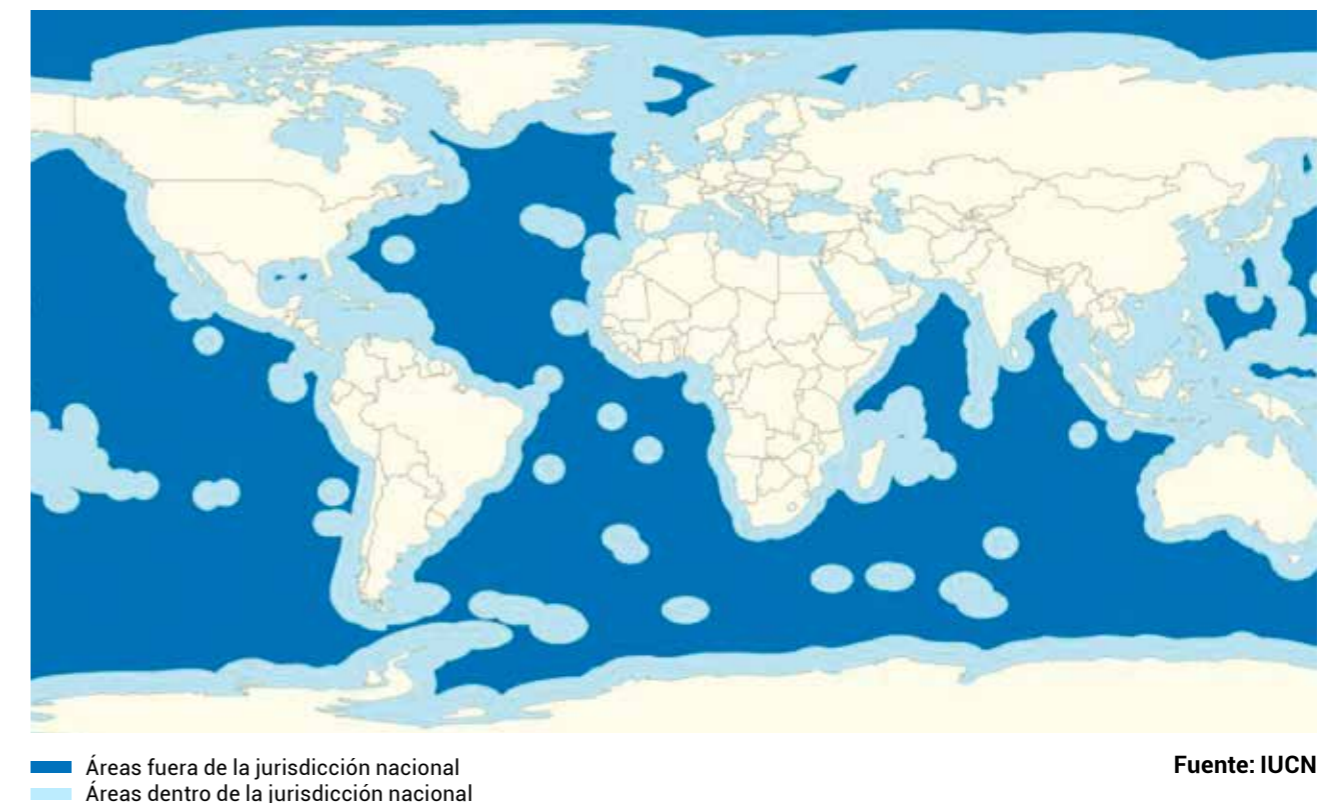 Áreas fuera de la jurisdicción nacional
Fuente: IUCN
Áreas dentro de la jurisdicción nacional